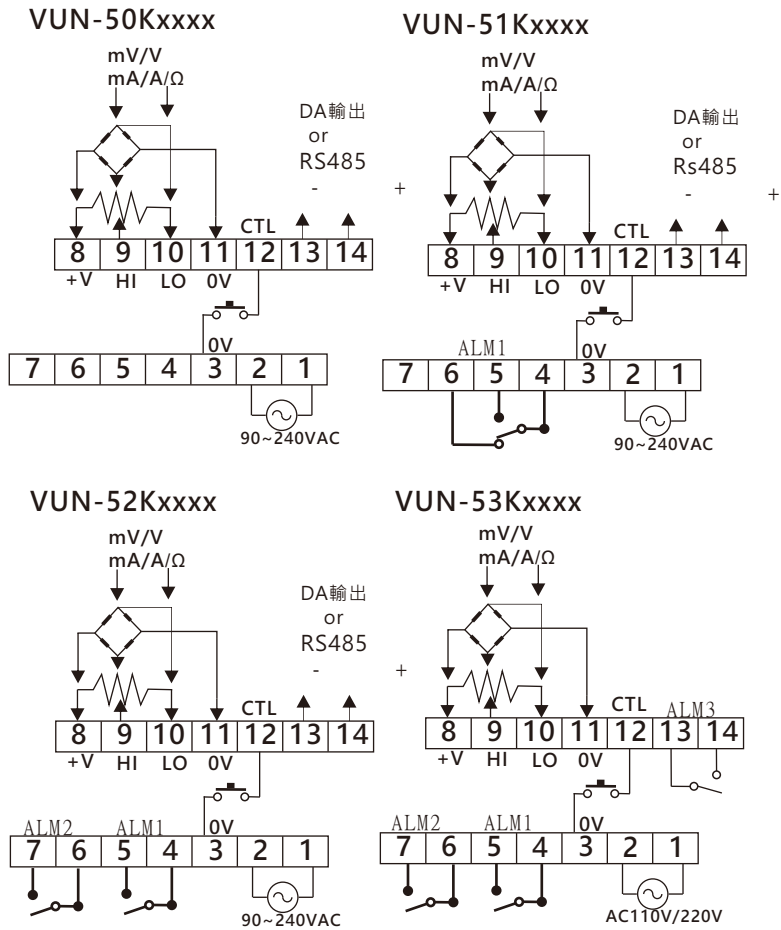 VUN-50Kxxxx
mV/V
mA/A/Ω
DA輸出
or
RS485
- +
CTL
8 9 10 11 12 13 14
+V HI LO 0V
0V
7 6 5 4 3 2 1
90~240VAC
VUN-51Kxxxx
mV/V
mA/A/Ω
DA輸出
or
Rs485
- +
CTL
8 9 10 11 12 13 14
+V HI LO 0V
ALM1 0V
7 6 5 4 3 2 1
90~240VAC
VUN-52Kxxxx
mV/V
mA/A/Ω
DA輸出
or
RS485
- +
CTL
8 9 10 11 12 13 14
+V HI LO 0V
ALM2 ALM1 0V
7 6 5 4 3 2 1
90~240VAC
VUN-53Kxxxx
mV/V
mA/A/Ω
CTL ALM3
8 9 10 11 12 13 14
+V HI LO 0V
ALM2 ALM1 0V
7 6 5 4 3 2 1
AC110V/220V